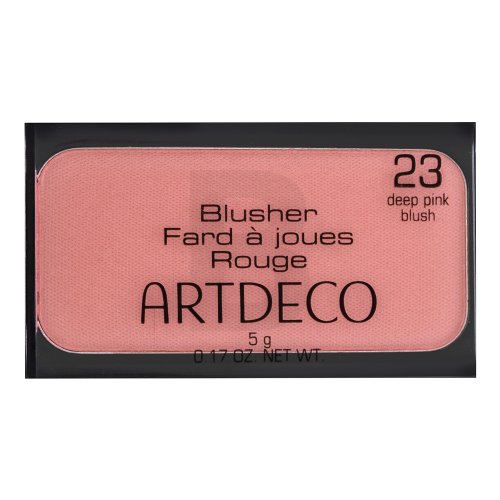 23
deep pink
blush
Blusher
Fard à joues
Rouge
ARTDECO
5 g
0.17 OZ. NET WT.